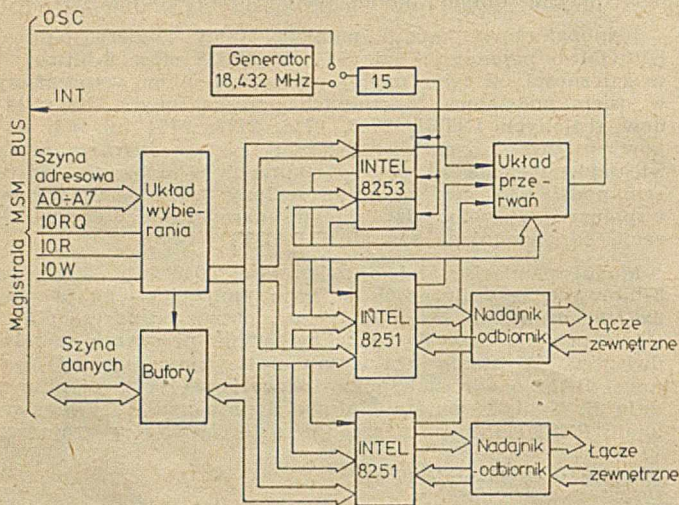 OSC
Generator
18,432 MHz
15
INT
Magistrala MSM BUS
Szyna
adresowa
A0÷A7
IORQ
IOR
IOW
Układ
wybie-
rania
INTEL
8253
Układ
prze-
rwań
Szyna
danych
Bufory
INTEL
8251
Nadajnik
-odbiornik
Łącze
zewnętrzne
INTEL
8251
Nadajnik
-odbiornik
Łącze
zewnętrzne